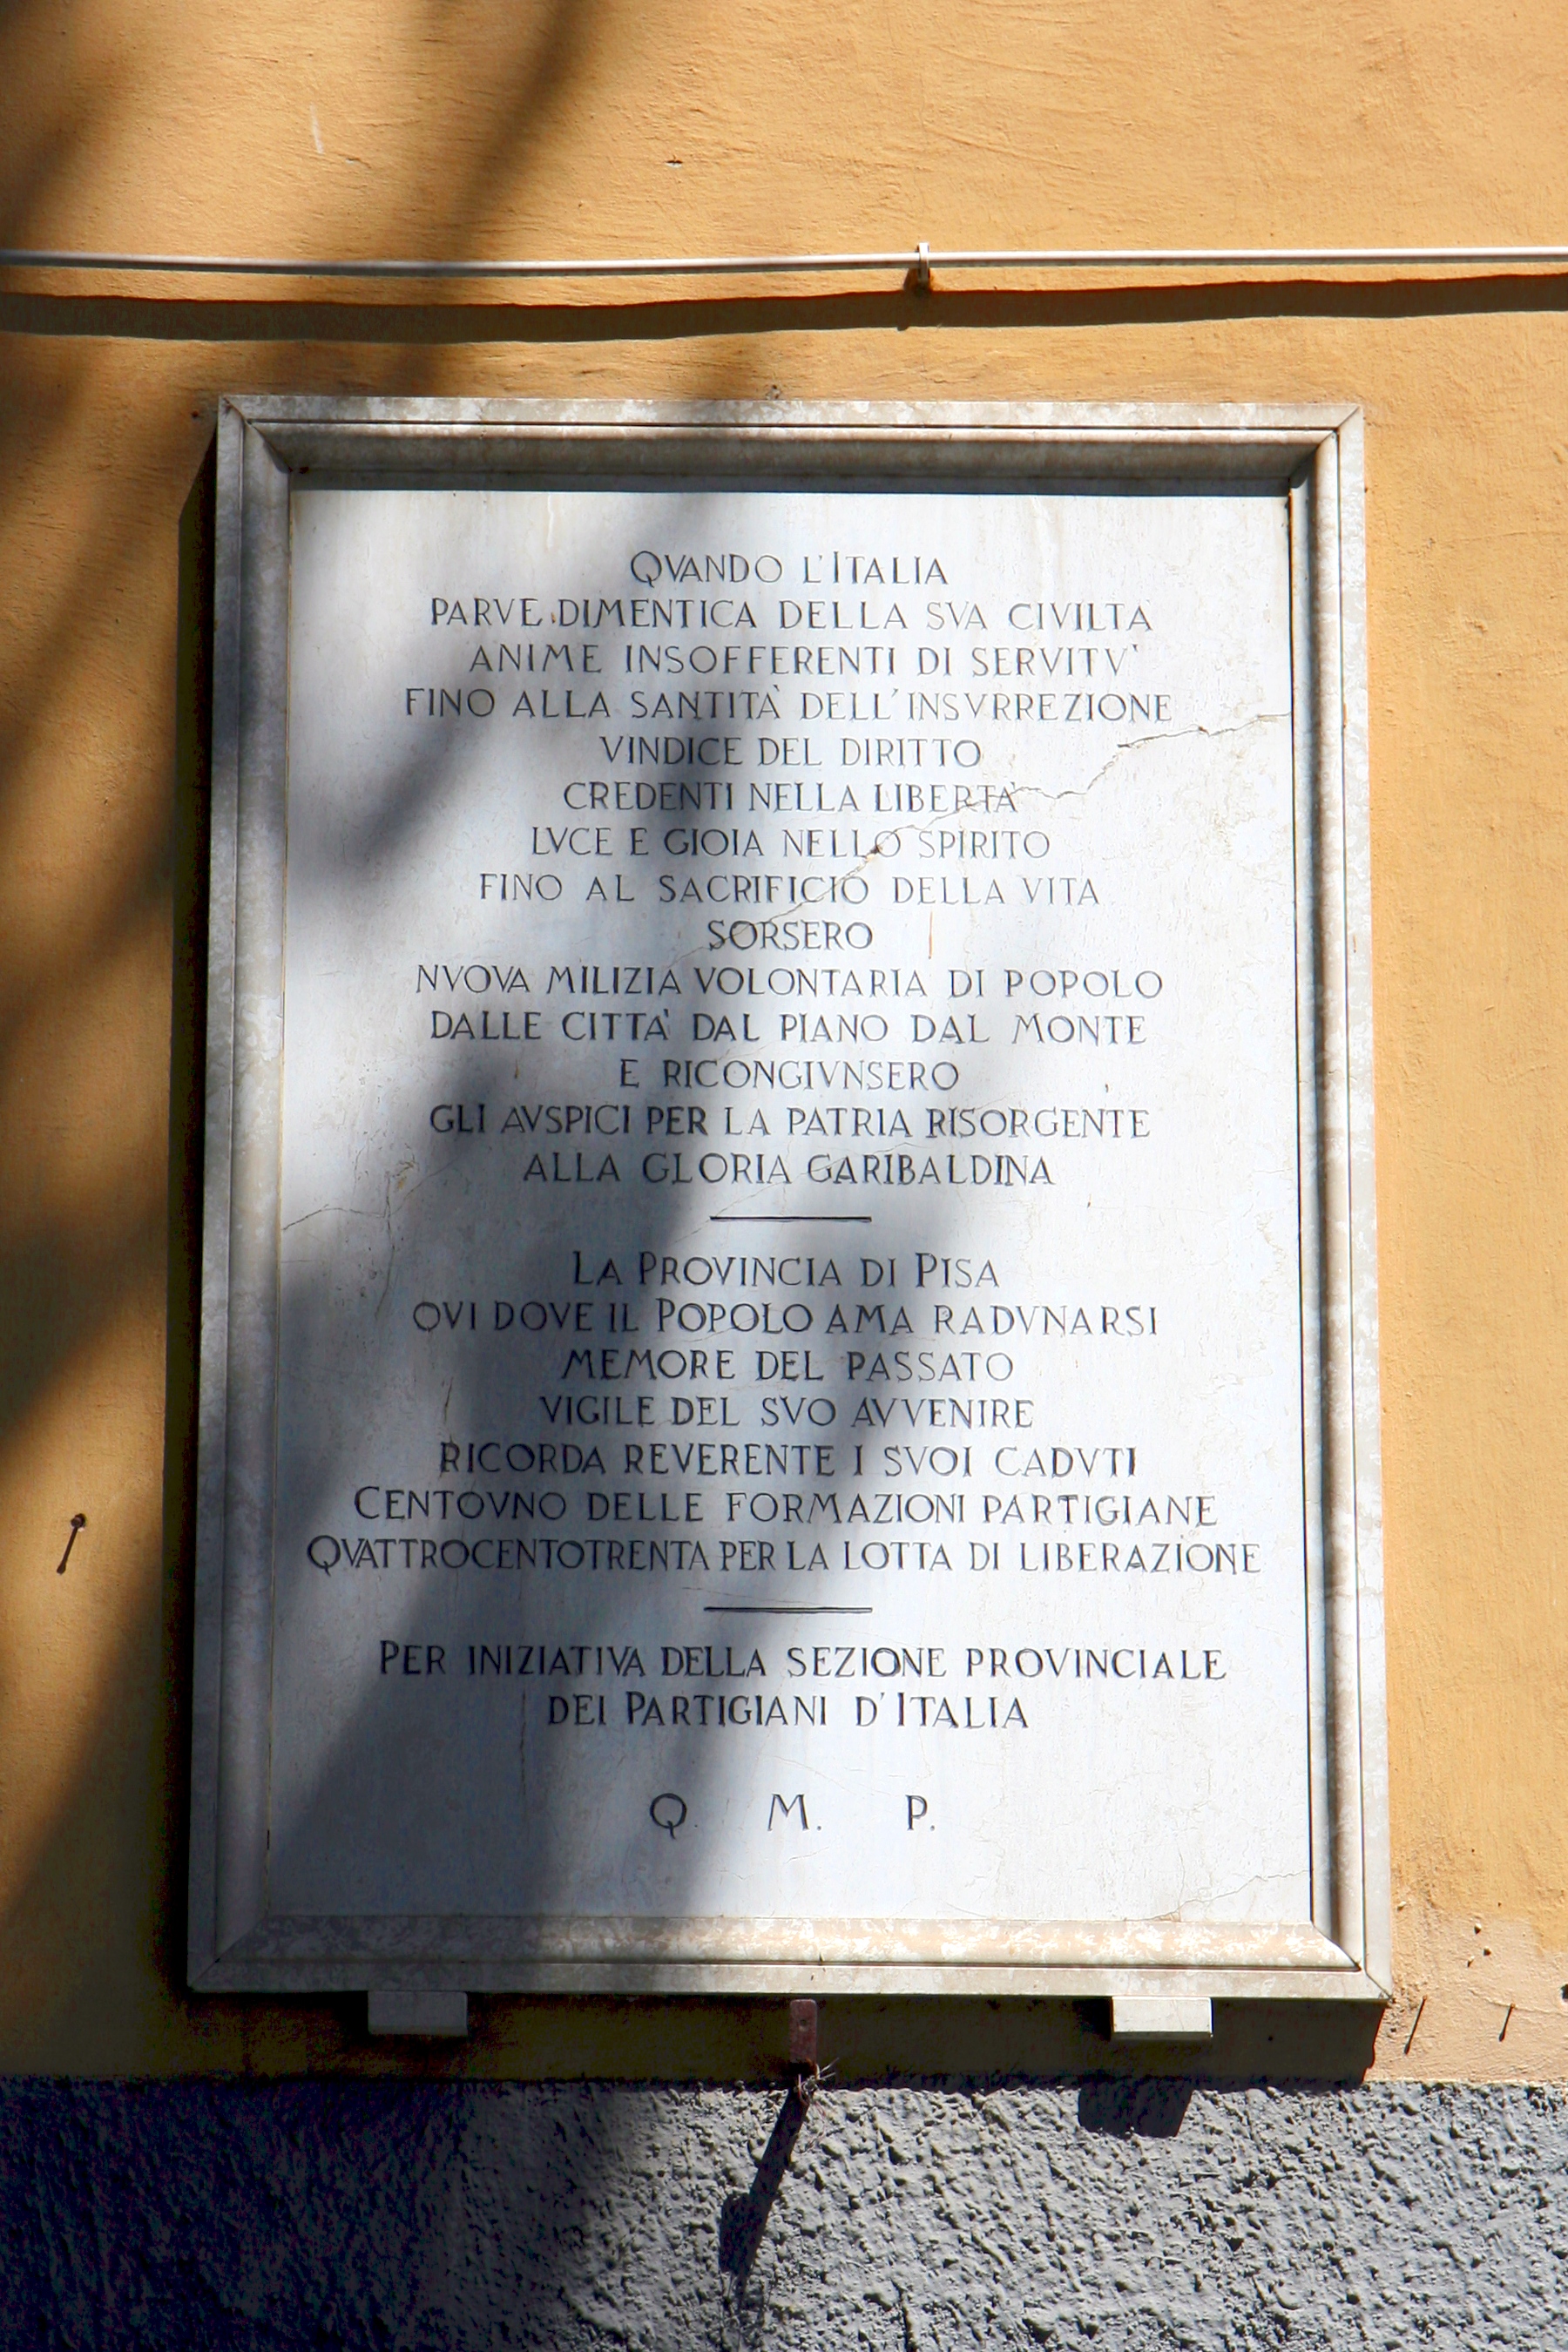 QVANDO L'ITALIA
PARVE DIMENTICA DELLA SVA CIVILTA
ANIME INSOFFERENTI DI SERVITV'
FINO ALLA SANTITÀ DELL'INSVRREZIONE
VINDICE DEL DIRITTO
CREDENTI NELLA LIBERTA'
LVCE E GIOIA NELLO SPIRITO
FINO AL SACRIFICIO DELLA VITA
SORSERO
NVOVA MILIZIA VOLONTARIA DI POPOLO
DALLE CITTA' DAL PIANO DAL MONTE
E RICONGIVNSERO
GLI AVSPICI PER LA PATRIA RISORGENTE
ALLA GLORIA GARIBALDINA
LA PROVINCIA DI PISA
QVI DOVE IL POPOLO AMA RADVNARSI
MEMORE DEL PASSATO
VIGILE DEL SVO AVVENIRE
RICORDA REVERENTE I SVOI CADVTI
CENTOVNO DELLE FORMAZIONI PARTIGIANE
QVATTROCENTOTRENTA PER LA LOTTA DI LIBERAZIONE
PER INIZIATIVA DELLA SEZIONE PROVINCIALE
DEI PARTIGIANI D'ITALIA
Q. M. P.